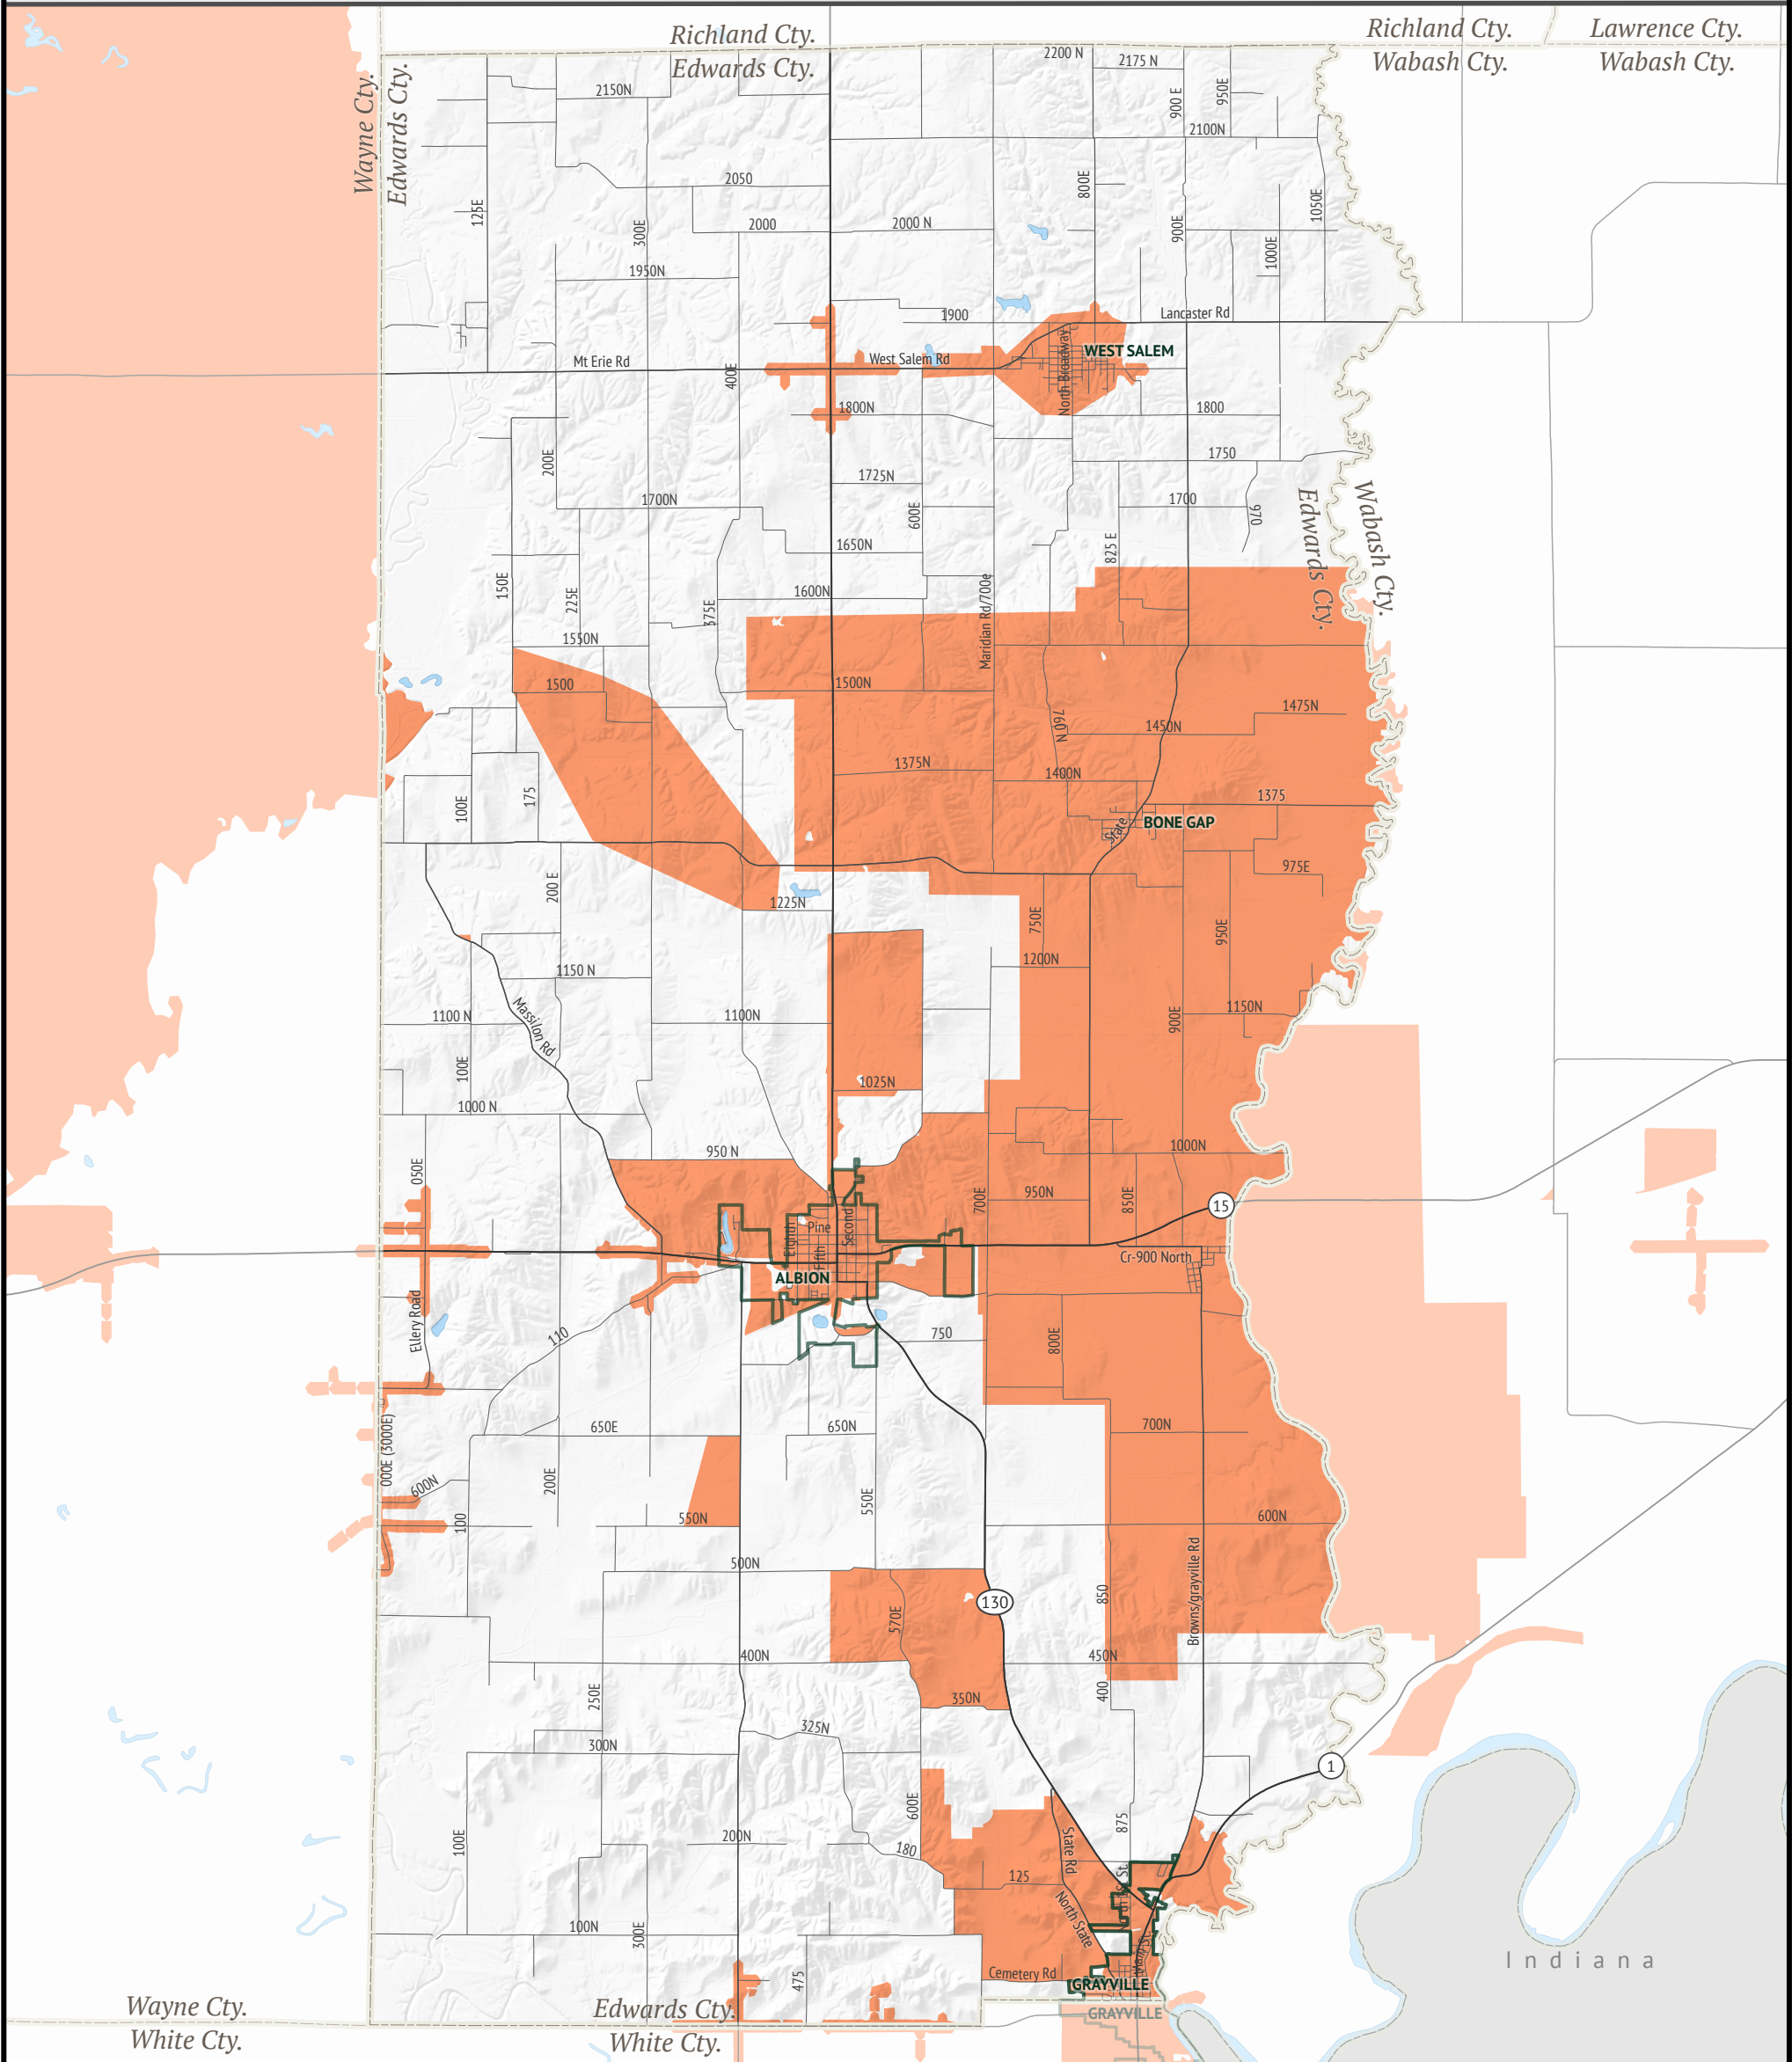 Richland Cty.
Edwards Cty.
Richland Cty.
Wabash Cty.
Lawrence Cty.
Wabash Cty.
Wayne Cty.
Edwards Cty.
2200 N
2175 N
2150N
900 E
950E
2100N
2050
800E
125E
300E
2000
2000 N
900E
1050E
1000E
1950N
1900
Lancaster Rd
Mt Erie Rd
West Salem Rd
WEST SALEM
400E
North Broadway
1800N
1800
200E
1750
1725N
1700N
600E
1700
970
Edwards Cty.
Wabash Cty.
1650N
825 E
150E
225E
375E
1600N
Maridian Rd/700e
1550N
1500
1500N
760 N
1475N
1450N
1375N
1400N
100E
175
1375
State
BONE GAP
975E
200 E
1225N
750E
950E
1150 N
1200N
1100 N
Massilon Rd
1100N
900E
1150N
100E
1025N
1000 N
950 N
1000N
050E
700E
950N
850E
15
Eighth
Pine
Second
Fifth
Cr-900 North
ALBION
Ellery Road
110
750
800E
000E (3000E)
650E
650N
700N
600N
200E
550E
100
550N
600N
500N
Browns/grayville Rd
850
570E
130
400N
450N
250E
400
350N
325N
300N
1
600E
875
100E
200N
180
State Rd
125
North State
100N
300E
Main St
Indiana
475
Cemetery Rd
GRAYVILLE
GRAYVILLE
Wayne Cty.
White Cty.
Edwards Cty.
White Cty.